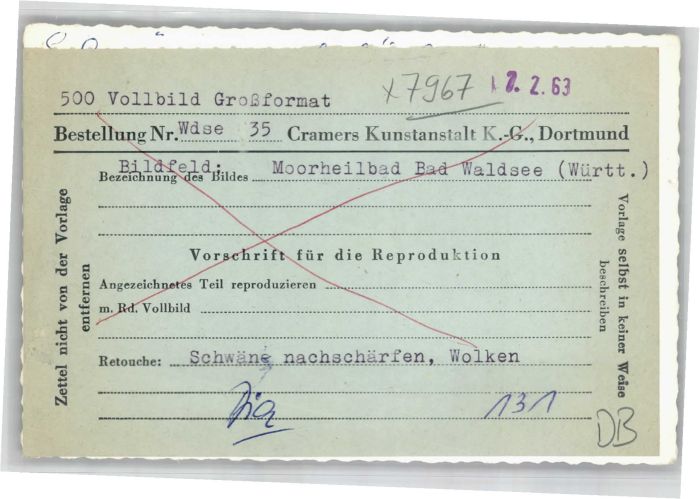 x7967 17. 2. 63
500 Vollbild Großformat
Bestellung Nr. Wdse 35 Cramers Kunstanstalt K.-G., Dortmund
Bildfeld: Moorheilbad Bad Waldsee (Württ.)
Bezeichnung des Bildes
Vorschrift für die Reproduktion
Angezeichnetes Teil reproduzieren
m. Rd. Vollbild
Retouche: Schwäne nachschärfen, Wolken
131
DB
Zettel nicht von der Vorlage
entfernen
Vorlage selbst in keiner Weise
beschreiben